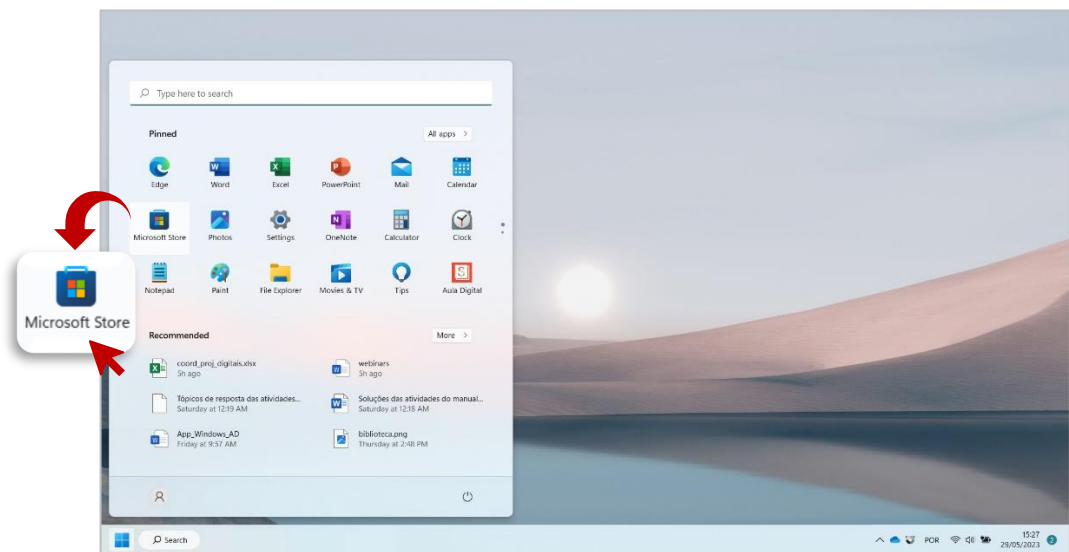 Type here to search
Pinned
All apps >
Edge
Word
Excel
PowerPoint
Mail
Calendar
Microsoft Store
Photos
Settings
OneNote
Calculator
Clock
Microsoft Store
Notepad
Paint
File Explorer
Movies & TV
Tips
Aula Digital
Recommended
More >
coord_proj_digitais.xlsx
5h ago
webinars
5h ago
Tópicos de resposta das atividades...
Saturday at 12:19 AM
Soluções das atividades do manual...
Saturday at 12:18 AM
App_Windows_AD
Friday at 9:57 AM
biblioteca.png
Thursday at 2:48 PM
Search
POR
15:27
29/05/2023
2